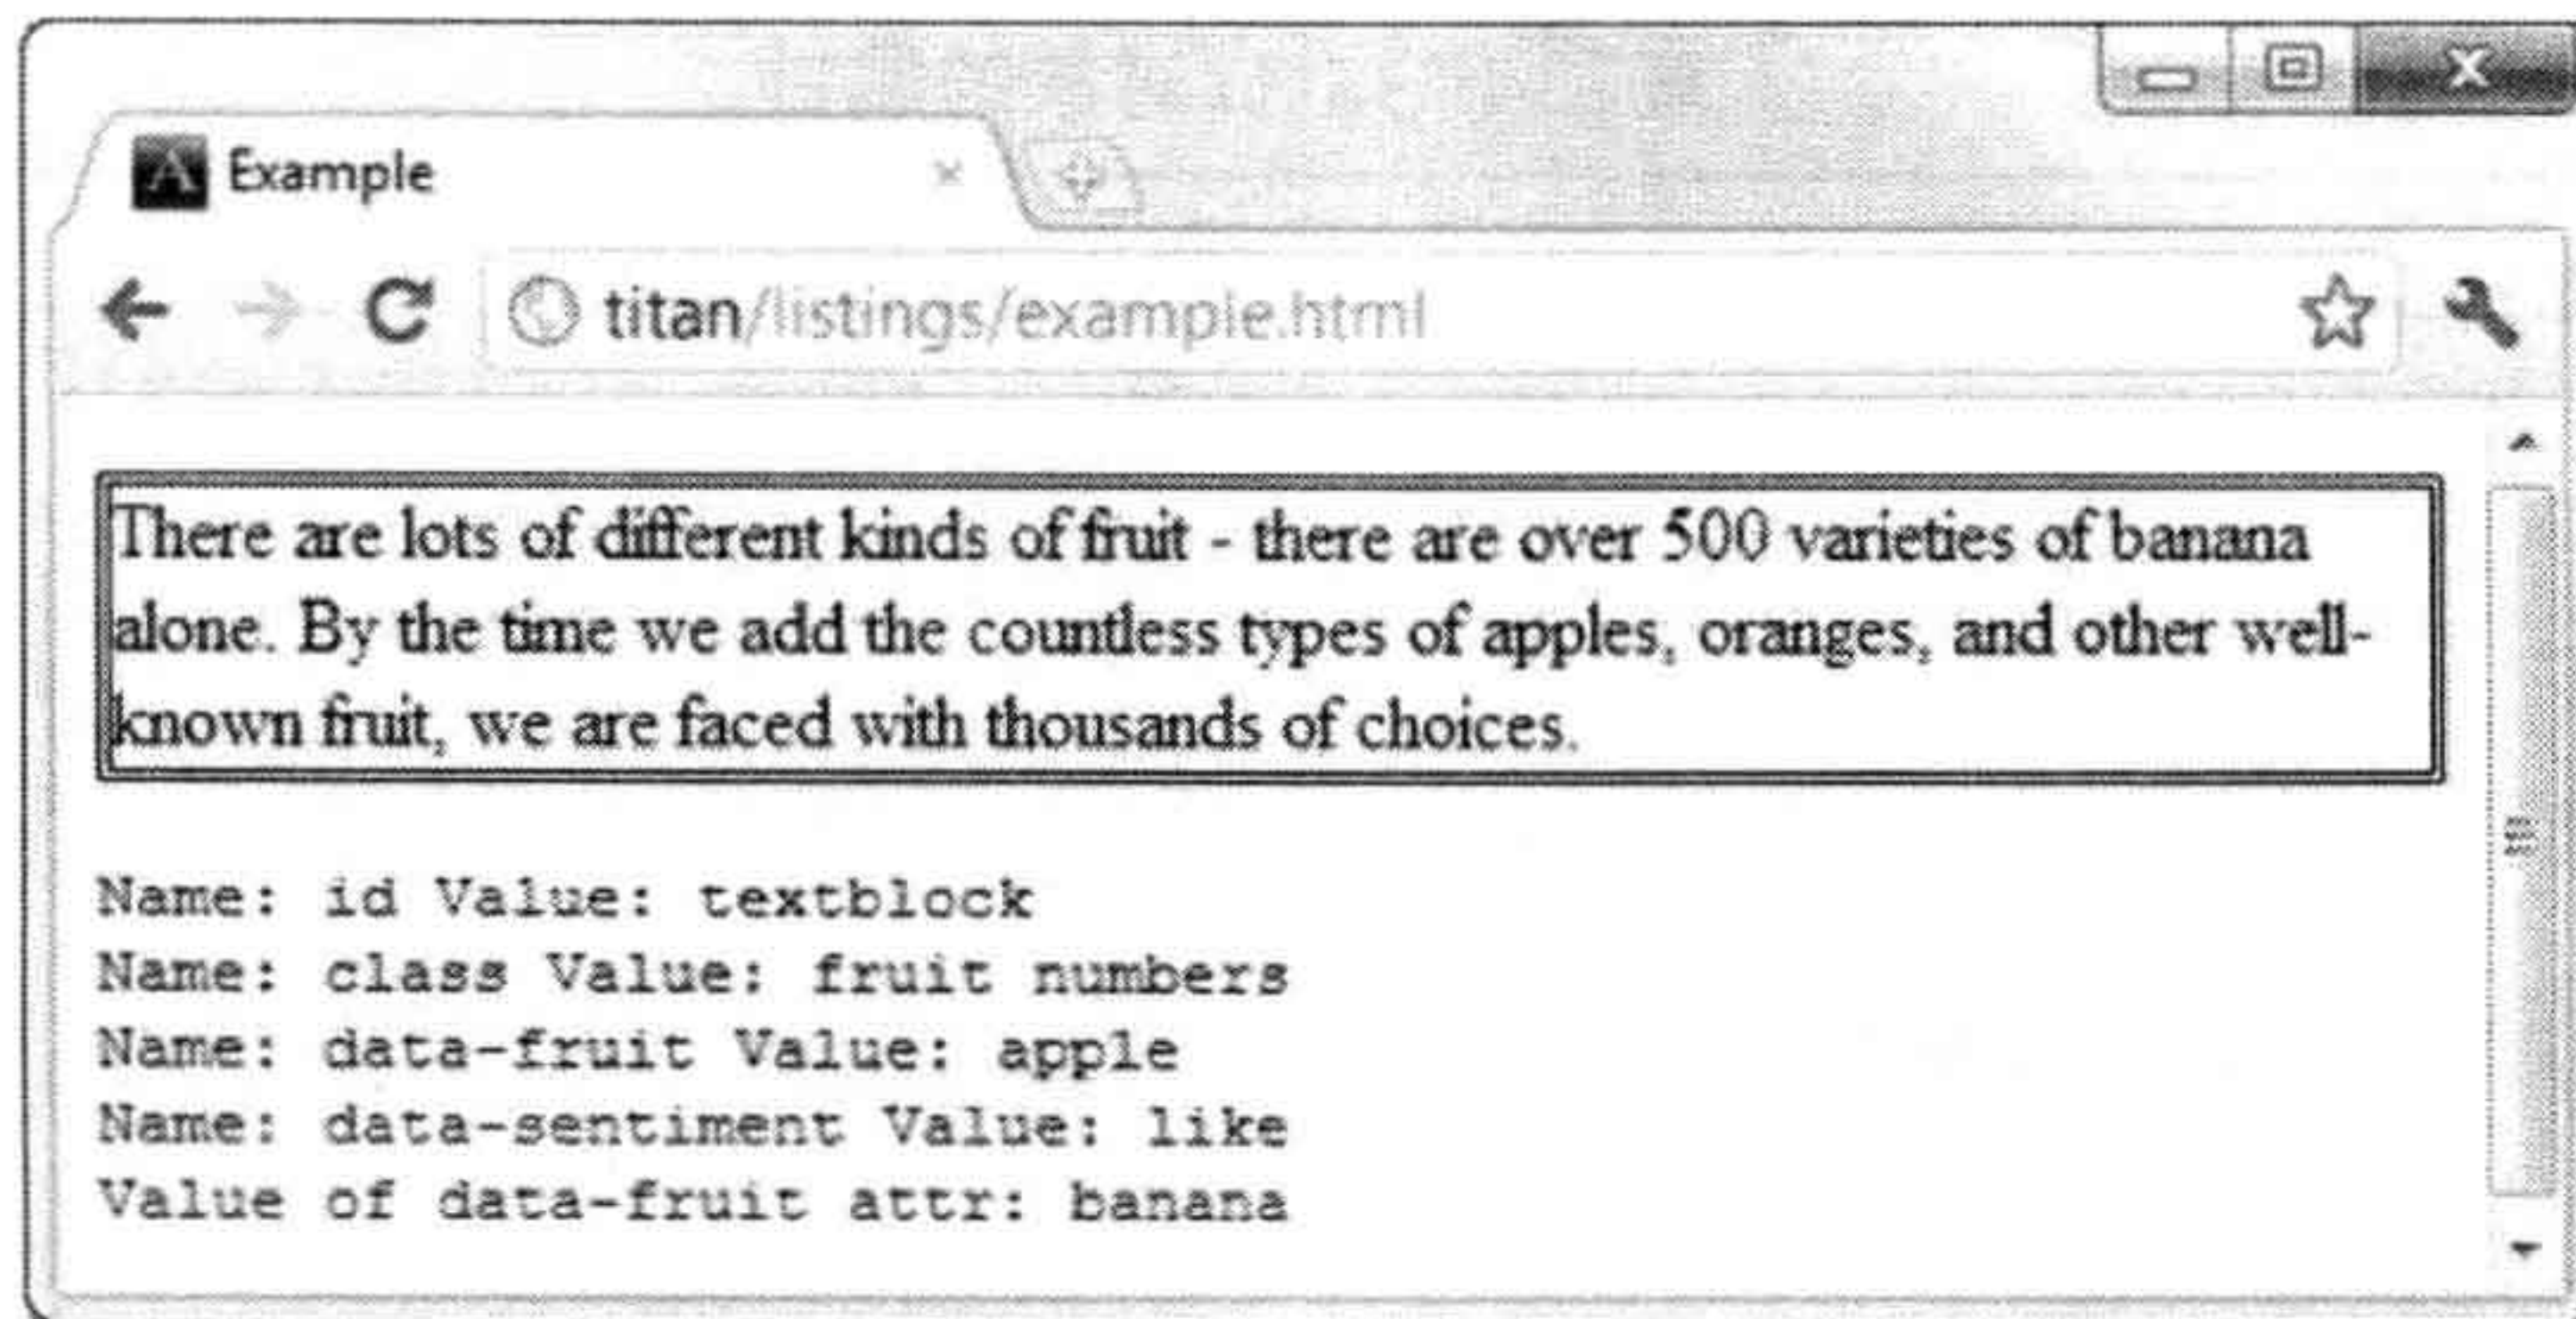 Example
titan/listings/example.html
There are lots of different kinds of fruit - there are over 500 varieties of banana
alone. By the time we add the countless types of apples, oranges, and other well-
known fruit, we are faced with thousands of choices.
Name: id Value: textblock
Name: class Value: fruit numbers
Name: data-fruit Value: apple
Name: data-sentiment Value: like
Value of data-fruit attr: banana